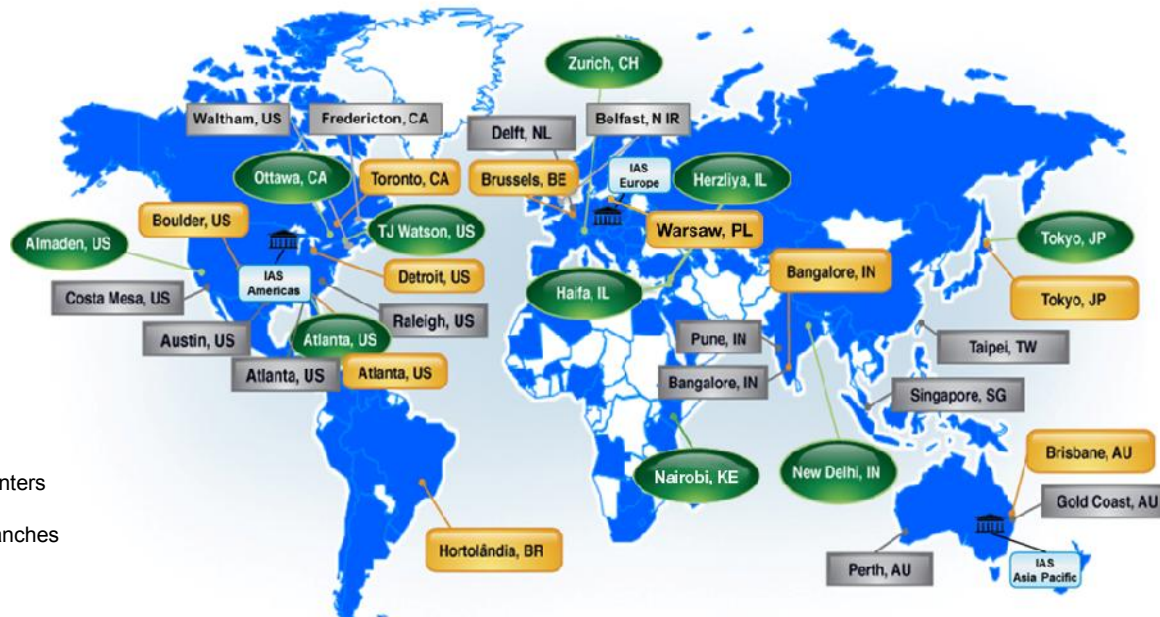 Zurich, CH
Waltham, US
Fredericton, CA
Delft, NL
Belfast, N IR
Ottawa, CA
Toronto, CA
Brussels, BE
IAS
Europe
Herzliya, IL
Boulder, US
TJ Watson, US
Warsaw, PL
Almaden, US
Tokyo, JP
IAS
Americas
Detroit, US
Bangalore, IN
Costa Mesa, US
Haifa, IL
Tokyo, JP
Raleigh, US
Austin, US
Atlanta, US
Pune, IN
Taipei, TW
Atlanta, US
Atlanta, US
Bangalore, IN
Singapore, SG
Nairobi, KE
New Delhi, IN
Brisbane, AU
nters
Gold Coast, AU
anches
Hortolândia, BR
Perth, AU
IAS
Asia Pacific